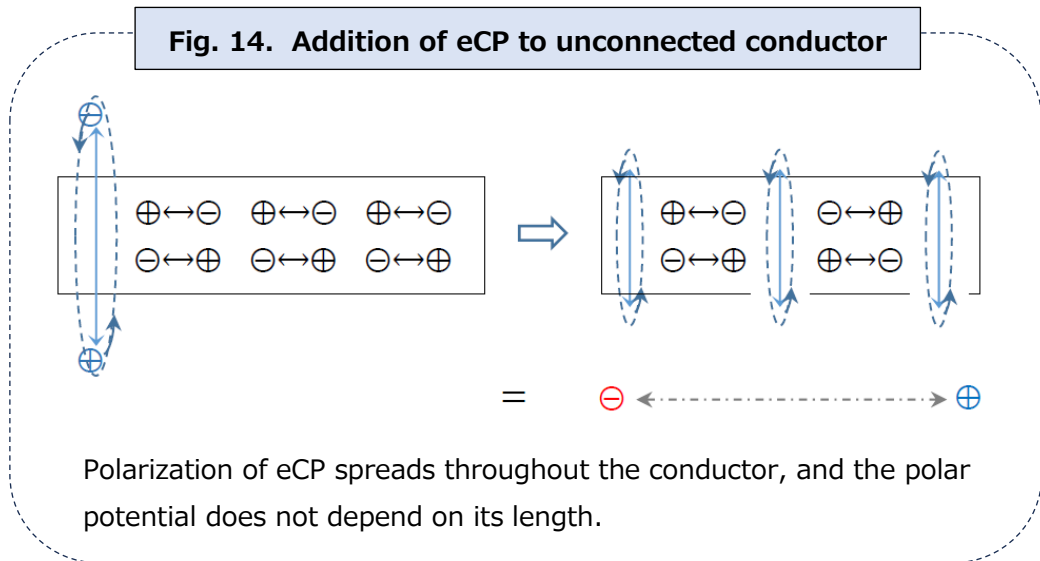 Fig. 14. Addition of eCP to unconnected conductor
⊖
⊕↔⊖ ⊕↔⊖ ⊕↔⊖ ⇨ ⊕↔⊖ ⊖↔⊕
⊖↔⊕ ⊖↔⊕ ⊖↔⊕ ⊖↔⊕ ⊕↔⊖
⊕
= ⊖ ⊕
Polarization of eCP spreads throughout the conductor, and the polar
potential does not depend on its length.